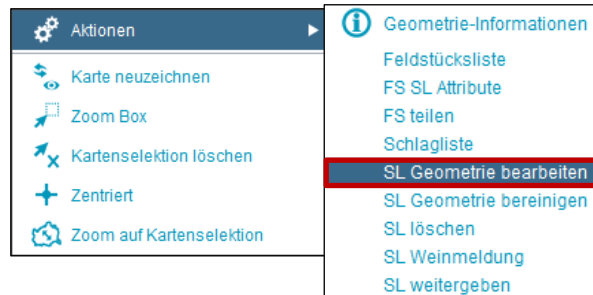 Aktionen
Karte neuzeichnen
Zoom Box
Kartenselektion löschen
Zentriert
Zoom auf Kartenselektion
Geometrie-Informationen
Feldstücksliste
FS SL Attribute
FS teilen
Schlagliste
SL Geometrie bearbeiten
SL Geometrie bereinigen
SL löschen
SL Weinmeldung
SL weitergeben